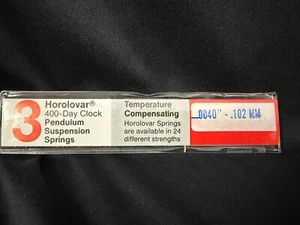 3
Horolovar®
400-Day Clock
Pendulum
Suspension
Springs
Temperature
Compensating
Horolovar Springs
are available in 24
different strengths
.0040" - .102 MM